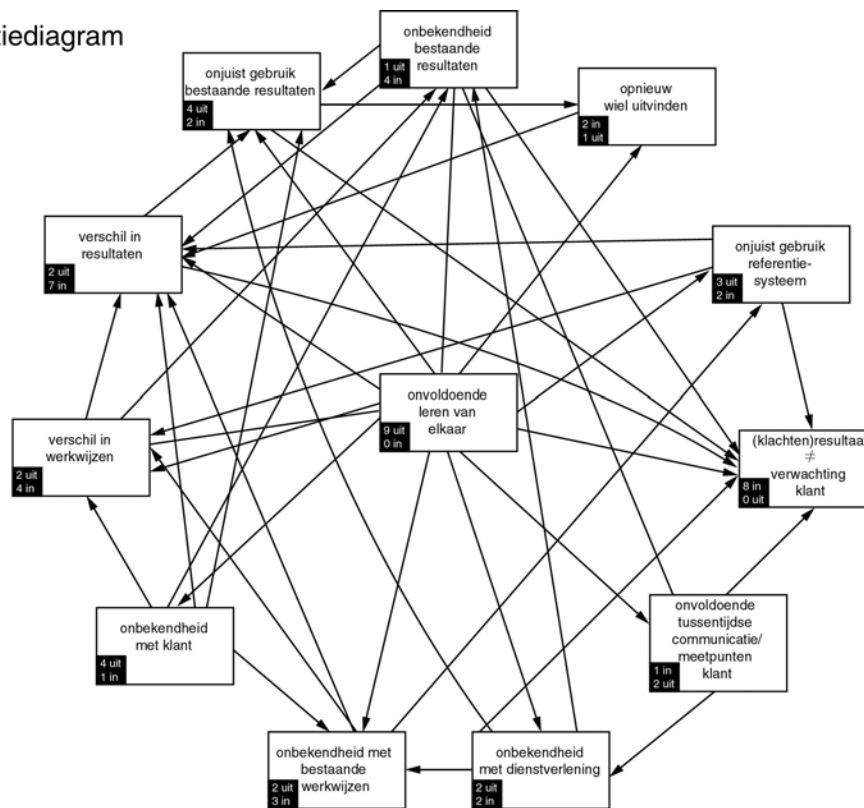 tiediagram
onbekendheid
bestaande
resultaten
1 uit
4 in
onjuist gebruik
bestaande resultaten
4 uit
2 in
opnieuw
wiel uitvinden
2 in
1 uit
verschil in
resultaten
2 uit
7 in
onjuist gebruik
referentie-
systeem
3 uit
2 in
onvoldoende
leren van
elkaar
9 uit
0 in
verschil in
werkwijzen
2 uit
4 in
(klachten)resultaa
≠
verwachting
klant
8 in
0 uit
onbekendheid
met klant
4 uit
1 in
onvoldoende
tussentijdse
communicatie/
meetpunten
klant
1 in
2 uit
onbekendheid met
bestaande
werkwijzen
2 uit
3 in
onbekendheid
met dienstverlening
2 uit
2 in